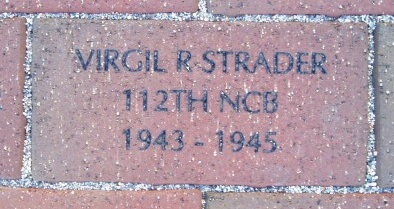 VIRGIL R STRADER
112TH NCB
1943 - 1945